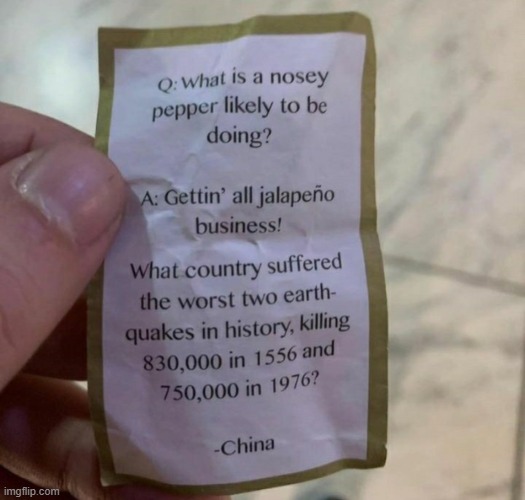 Q: What is a nosey
pepper likely to be
doing?
A: Gettin' all jalapeño
business!
What country suffered
the worst two earth-
quakes in history, killing
830,000 in 1556 and
750,000 in 1976?
-China
imgflip.com